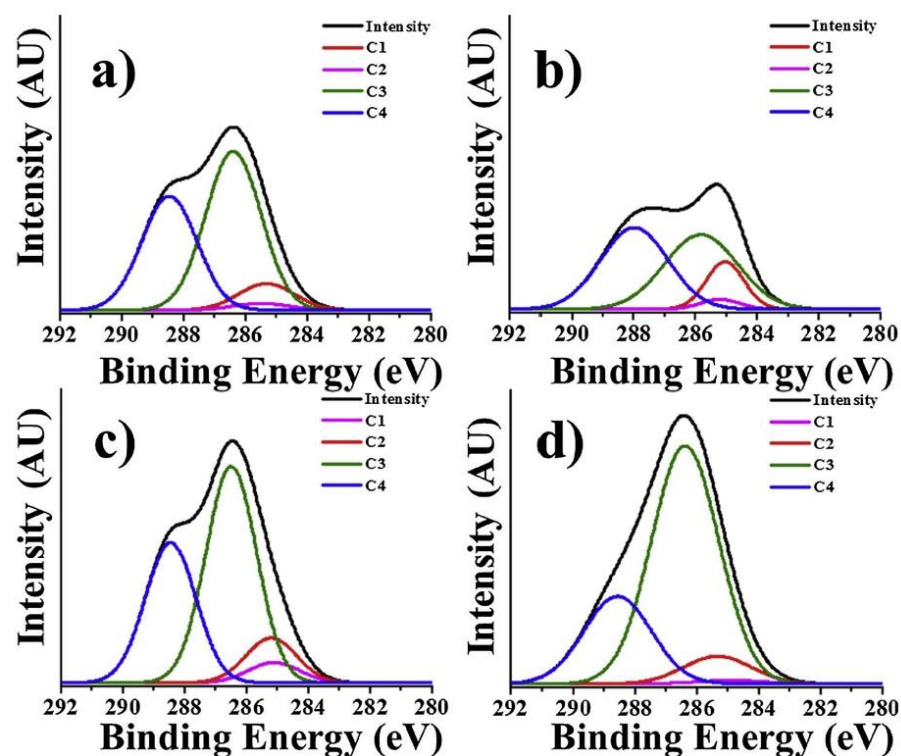 a)
Intensity (AU)
Intensity
C1
C2
C3
C4
292 290 288 286 284 282 280
Binding Energy (eV)
b)
Intensity (AU)
Intensity
C1
C2
C3
C4
292 290 288 286 284 282 280
Binding Energy (eV)
c)
Intensity (AU)
Intensity
C1
C2
C3
C4
292 290 288 286 284 282 280
Binding Energy (eV)
d)
Intensity (AU)
Intensity
C1
C2
C3
C4
292 290 288 286 284 282 280
Binding Energy (eV)